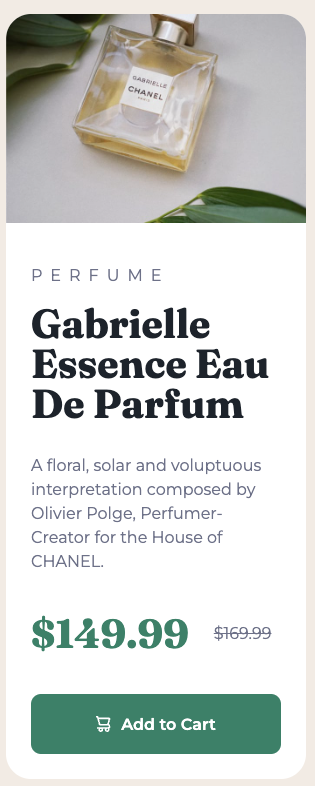 GABRIELLE
CHANEL
PARIS
PERFUME
Gabrielle
Essence Eau
De Parfum
A floral, solar and voluptuous
interpretation composed by
Olivier Polge, Perfumer-
Creator for the House of
CHANEL.
$149.99 $169.99
Add to Cart